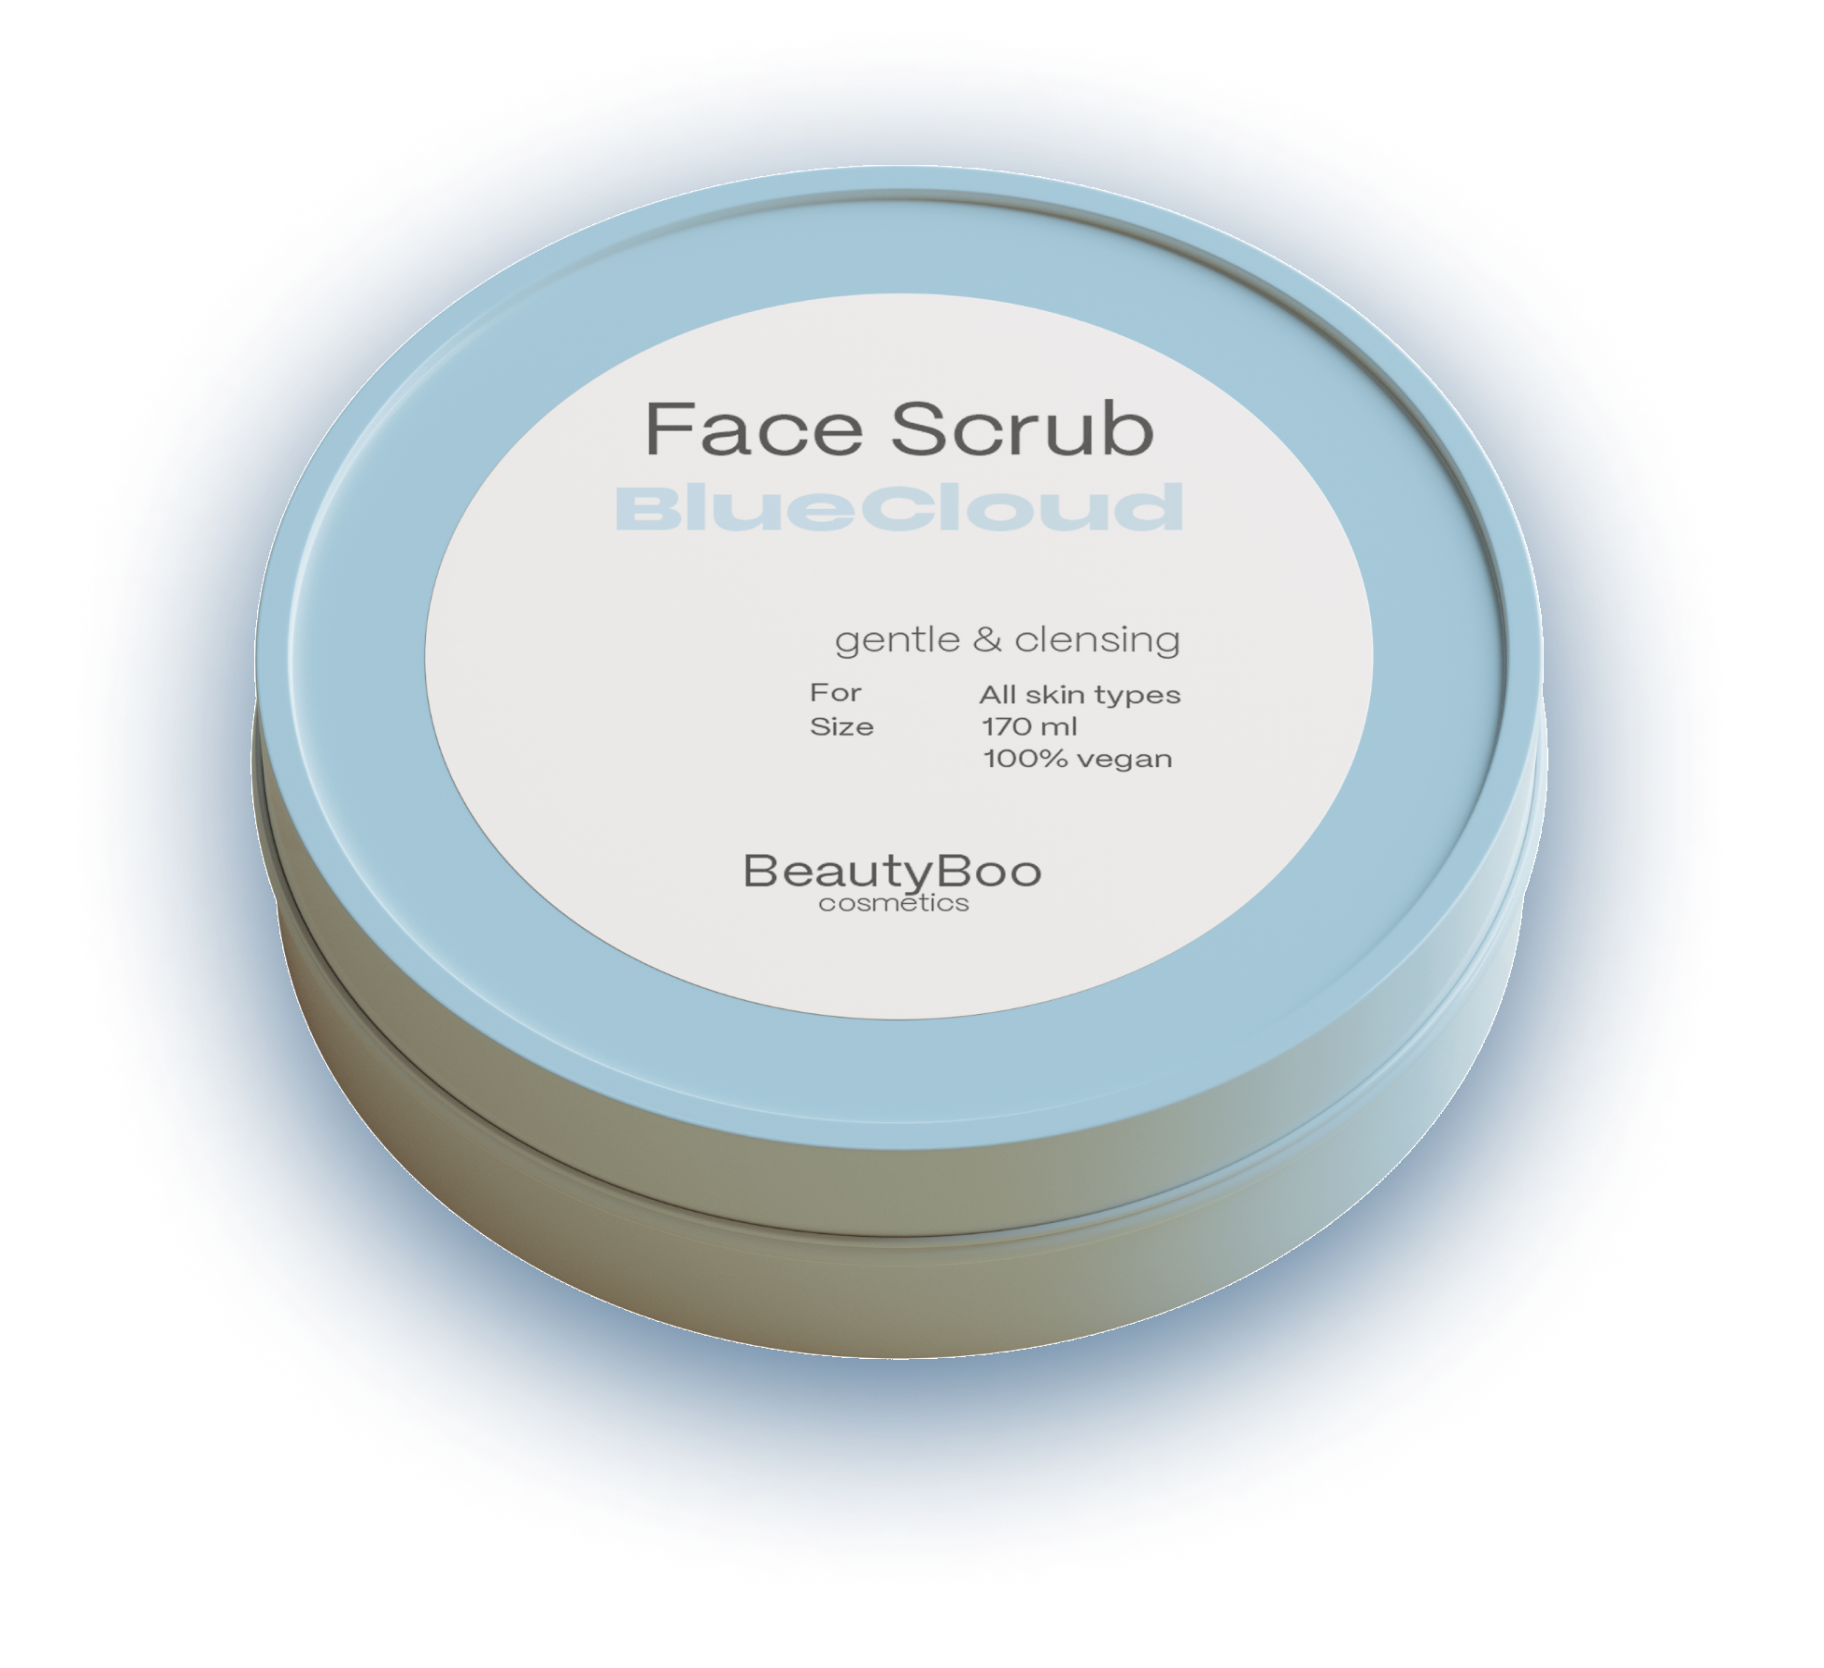 Face Scrub
BlueCloud
gentle & clensing
For All skin types
Size 170 ml
100% vegan
BeautyBoo
cosmetics